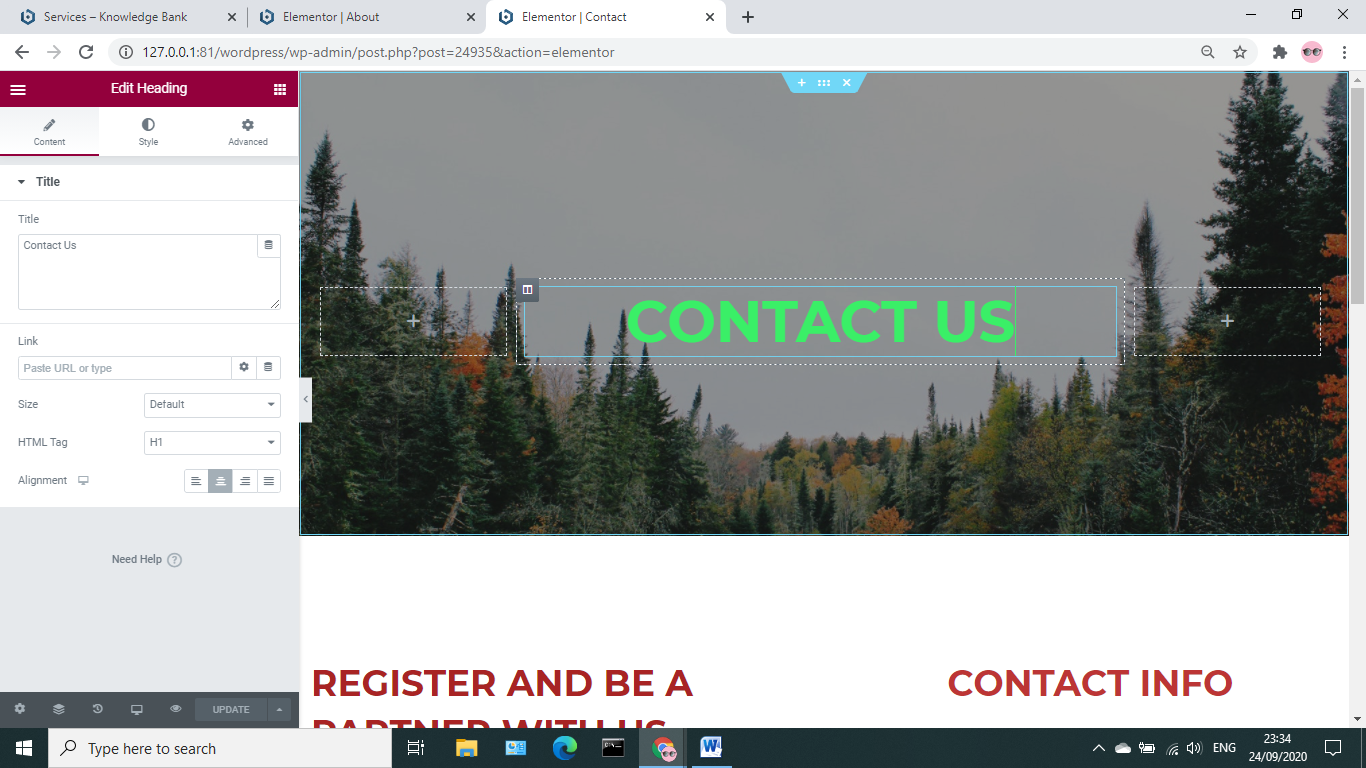 Services – Knowledge Bank
Elementor | About
Elementor | Contact
127.0.0.1:81/wordpress/wp-admin/post.php?post=24935&action=elementor
Edit Heading
Content
Style
Advanced
Title
Title
Contact Us
Link
Paste URL or type
Size
Default
HTML Tag
H1
Alignment
Need Help
UPDATE
CONTACT US
REGISTER AND BE A
PARTNER WITH US
CONTACT INFO
Type here to search
ENG
23:34
24/09/2020